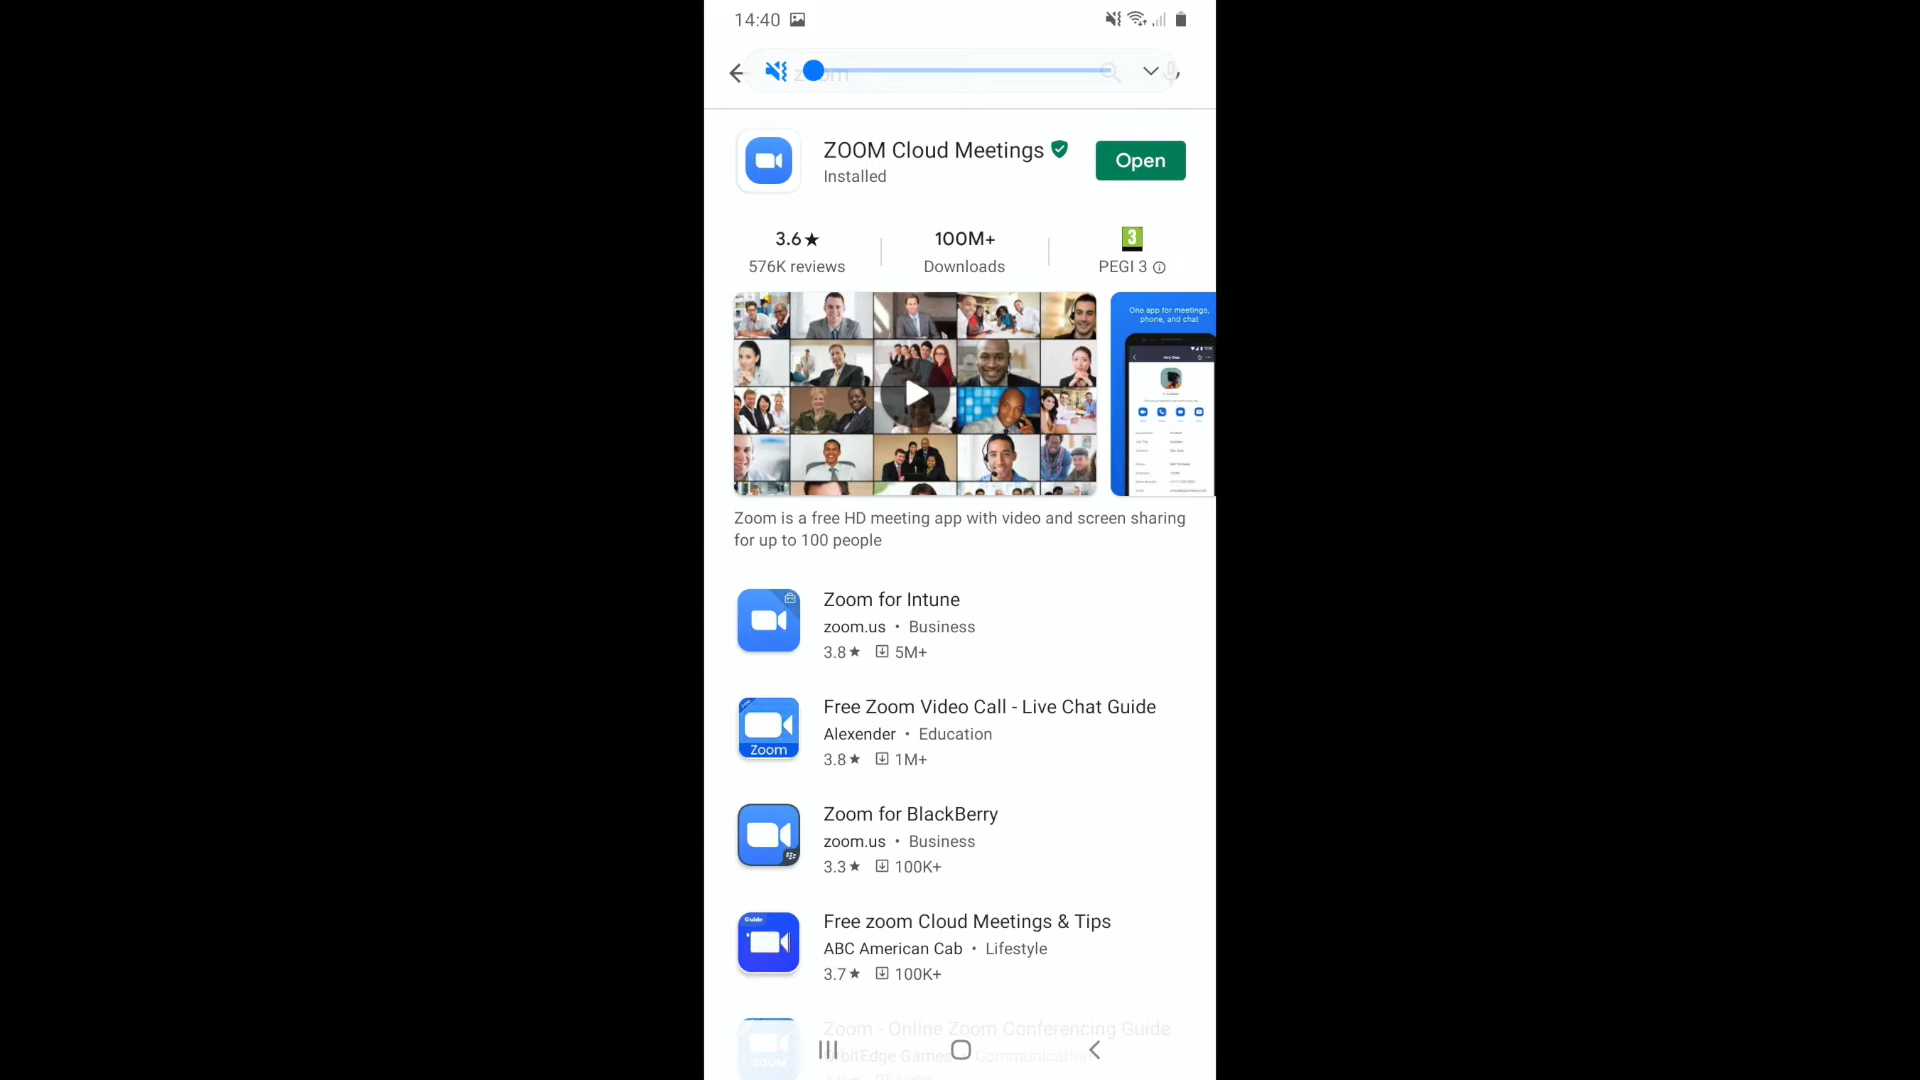 14:40
zoom
ZOOM Cloud Meetings
Installed
Open
3.6★
576K reviews
100M+
Downloads
3
PEGI 3
One app for meetings,
phone, and chat
Zoom is a free HD meeting app with video and screen sharing
for up to 100 people
Zoom for Intune
zoom.us • Business
3.8★ 5M+
Free Zoom Video Call - Live Chat Guide
Alexender • Education
3.8★ 1M+
Zoom
Zoom for BlackBerry
zoom.us • Business
3.3★ 100K+
Guide
Free zoom Cloud Meetings & Tips
ABC American Cab • Lifestyle
3.7★ 100K+
Zoom - Online Zoom Conferencing Guide
bitEdge Games Communication
ZOOM